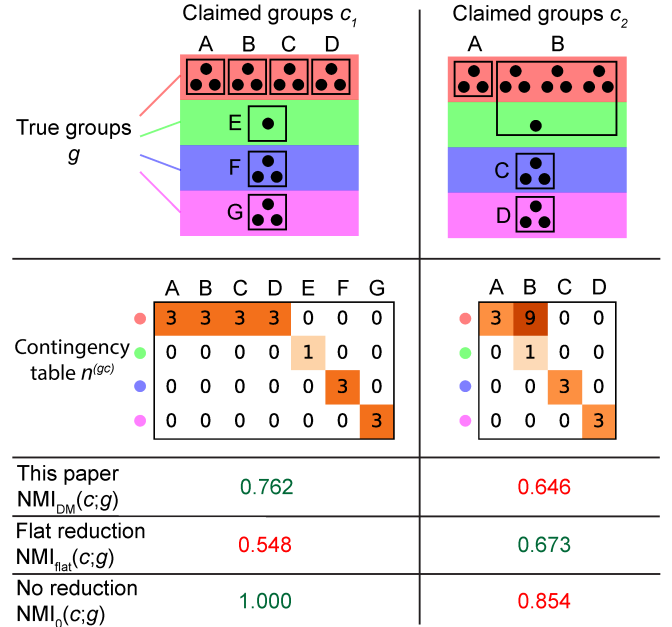 Claimed groups c₁ Claimed groups c₂
A B C D A B
True groups
g
E
F C
G D
A B C D E F G A B C D
Contingency
table n⁽ᵍᶜ⁾
3 3 3 3 0 0 0 3 9 0 0
0 0 0 0 1 0 0 0 1 0 0
0 0 0 0 0 3 0 0 0 3 0
0 0 0 0 0 0 3 0 0 0 3
This paper
NMI_DM(c;g) 0.762 0.646
Flat reduction
NMI_flat(c;g) 0.548 0.673
No reduction
NMI₀(c;g) 1.000 0.854